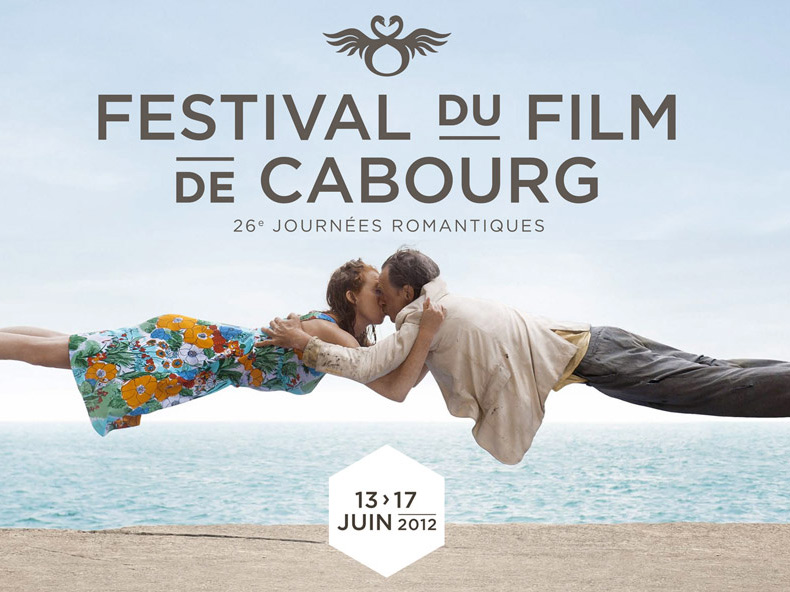 FESTIVAL DU FILM
DE CABOURG
26e JOURNÉES ROMANTIQUES
13 › 17
JUIN 2012